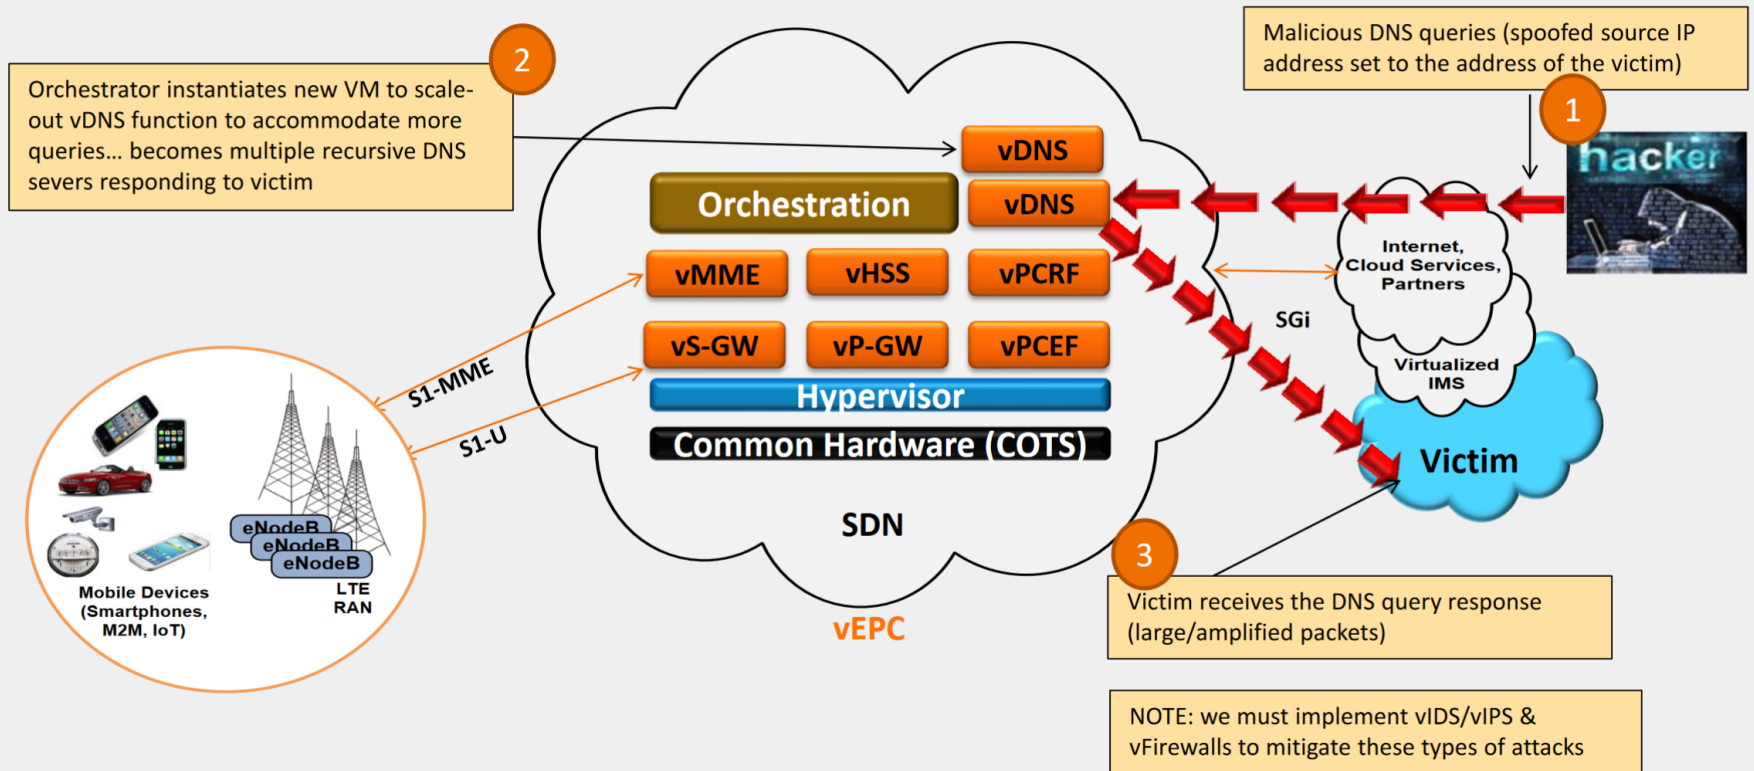 Malicious DNS queries (spoofed source IP
address set to the address of the victim)
1
hacker
2
Orchestrator instantiates new VM to scale-
out vDNS function to accommodate more
queries... becomes multiple recursive DNS
severs responding to victim
vDNS
Orchestration
vDNS
vMME
vHSS
vPCRF
vS-GW
vP-GW
vPCEF
Hypervisor
Common Hardware (COTS)
SDN
vEPC
S1-MME
S1-U
SGi
Internet,
Cloud Services,
Partners
Virtualized
IMS
Victim
eNodeB
eNodeB
eNodeB
LTE
RAN
Mobile Devices
(Smartphones,
M2M, IoT)
3
Victim receives the DNS query response
(large/amplified packets)
NOTE: we must implement vIDS/vIPS &
vFirewalls to mitigate these types of attacks